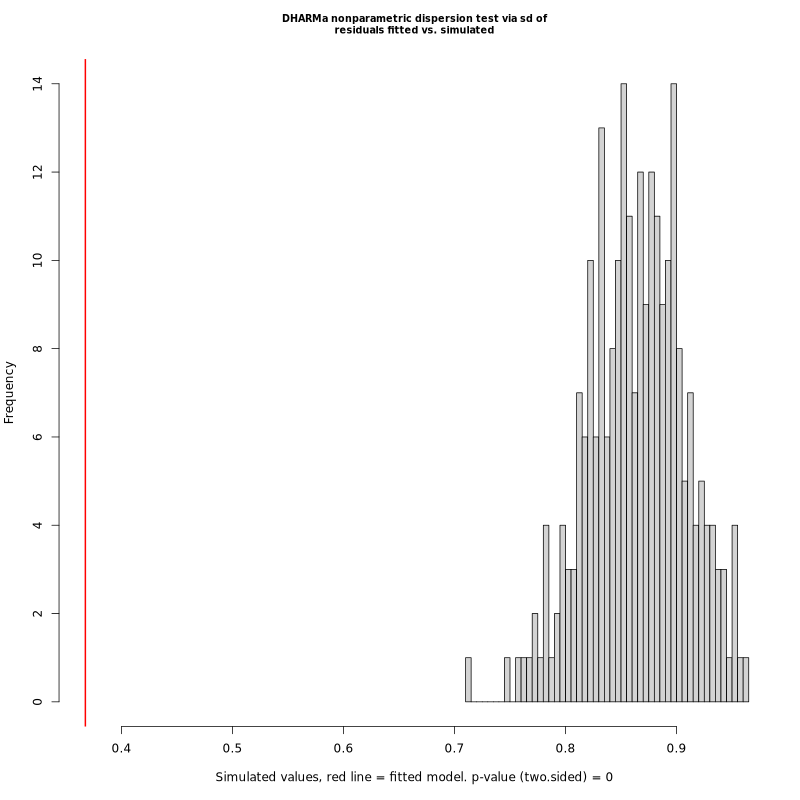 DHARMa nonparametric dispersion test via sd of
residuals fitted vs. simulated
14
12
10
8
6
4
2
0
Frequency
0.4 0.5 0.6 0.7 0.8 0.9
Simulated values, red line = fitted model. p-value (two.sided) = 0